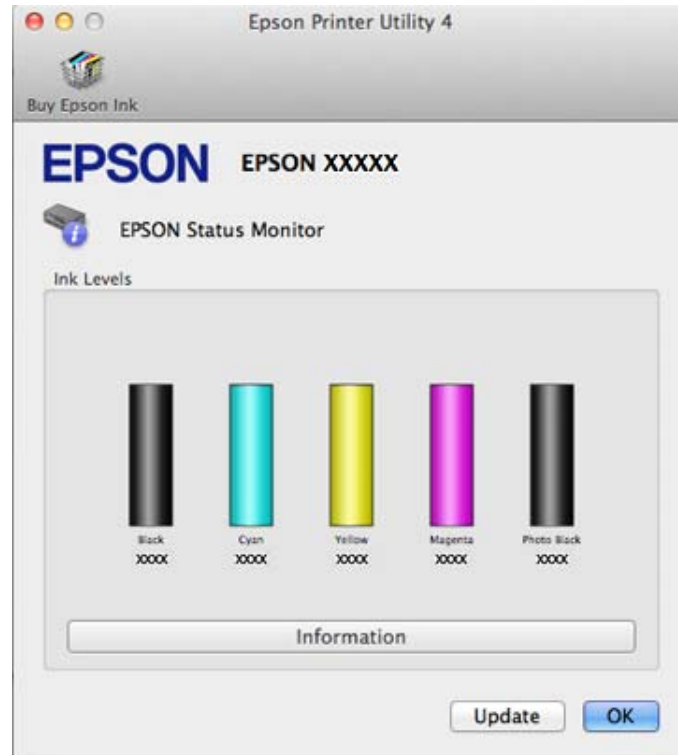 Epson Printer Utility 4
Buy Epson Ink
EPSON EPSON XXXXX
EPSON Status Monitor
Ink Levels
Black Cyan Yellow Magenta Photo Black
XXXX XXXX XXXX XXXX XXXX
Information
Update OK